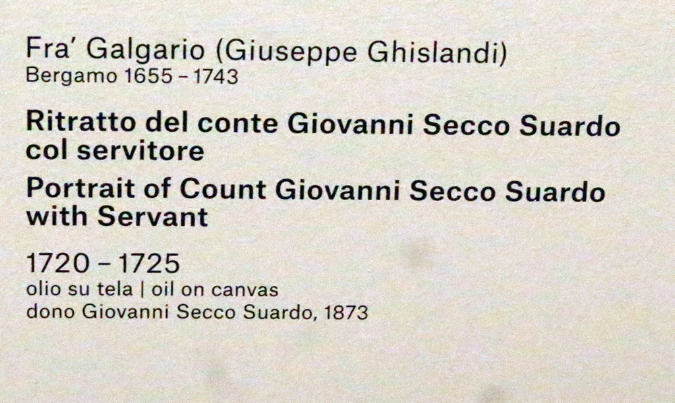 Fra’ Galgario (Giuseppe Ghislandi)
Bergamo 1655 – 1743
Ritratto del conte Giovanni Secco Suardo
col servitore
Portrait of Count Giovanni Secco Suardo
with Servant
1720 – 1725
olio su tela | oil on canvas
dono Giovanni Secco Suardo, 1873